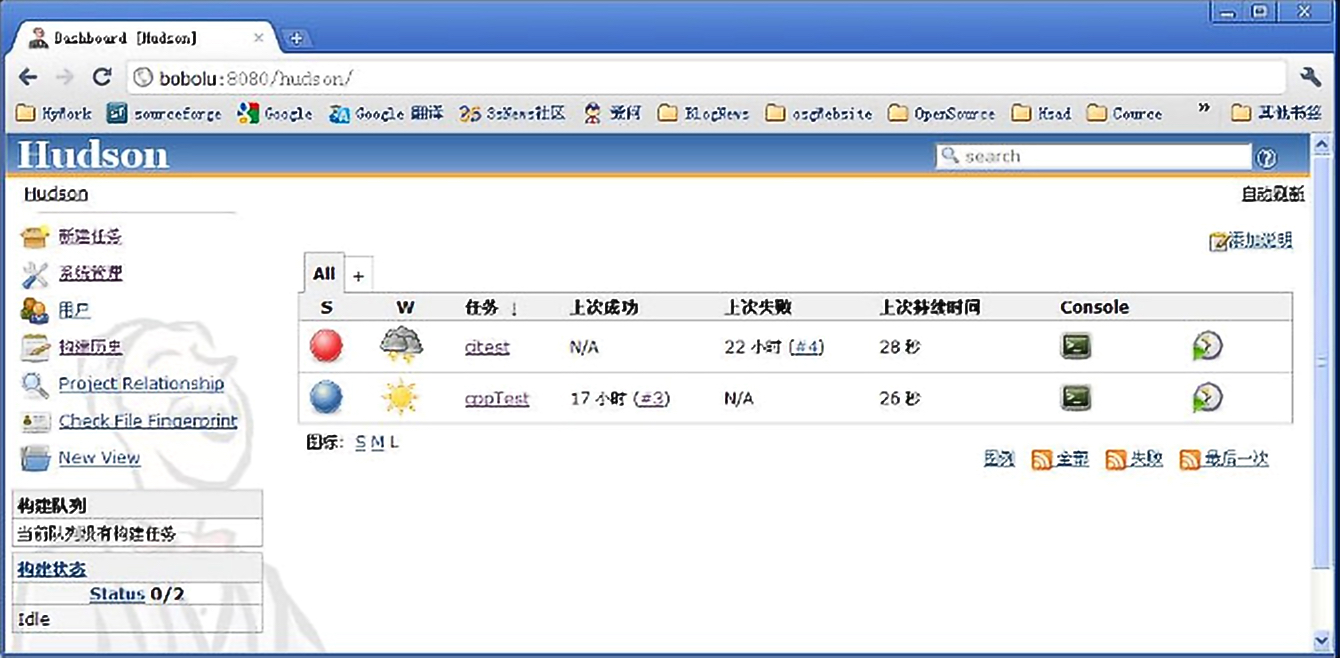 Dashboard [Hudson]
bobolu:8080/hudson/
MyWork sourceforge Google Google 翻译 3sNews社区 爱问 BlogNews osgWebsite OpenSource Hsad Cource » 其他书签
Hudson search
Hudson 自动刷新
新建任务
系统管理
用户
构建历史
Project Relationship
Check File Fingerprint
New View
构建队列
当前队列没有构建任务
构建状态
Status 0/2
Idle
添加说明
All +
S W 任务 ↓ 上次成功 上次失败 上次持续时间 Console
citest N/A 22 小时 (#4) 28 秒
cppTest 17 小时 (#3) N/A 26 秒
图标: S M L
图例 全部 失败 最后一次